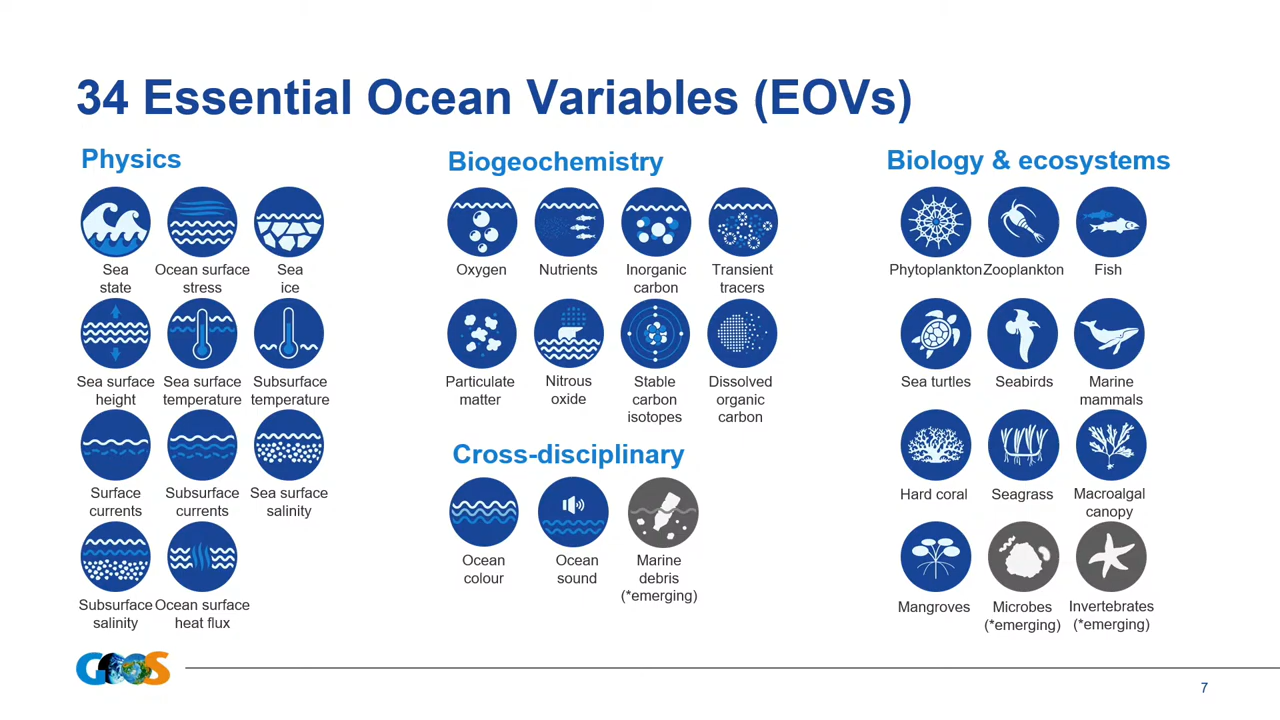 34 Essential Ocean Variables (EOVs)
Physics
Sea
state
Ocean surface
stress
Sea
ice
Sea surface
height
Sea surface
temperature
Subsurface
temperature
Surface
currents
Subsurface
currents
Sea surface
salinity
Subsurface
salinity
Ocean surface
heat flux
Biogeochemistry
Oxygen
Nutrients
Inorganic
carbon
Transient
tracers
Particulate
matter
Nitrous
oxide
Stable
carbon
isotopes
Dissolved
organic
carbon
Cross-disciplinary
Ocean
colour
Ocean
sound
Marine
debris
(*emerging)
Biology & ecosystems
Phytoplankton
Zooplankton
Fish
Sea turtles
Seabirds
Marine
mammals
Hard coral
Seagrass
Macroalgal
canopy
Mangroves
Microbes
(*emerging)
Invertebrates
(*emerging)
GOOS
7